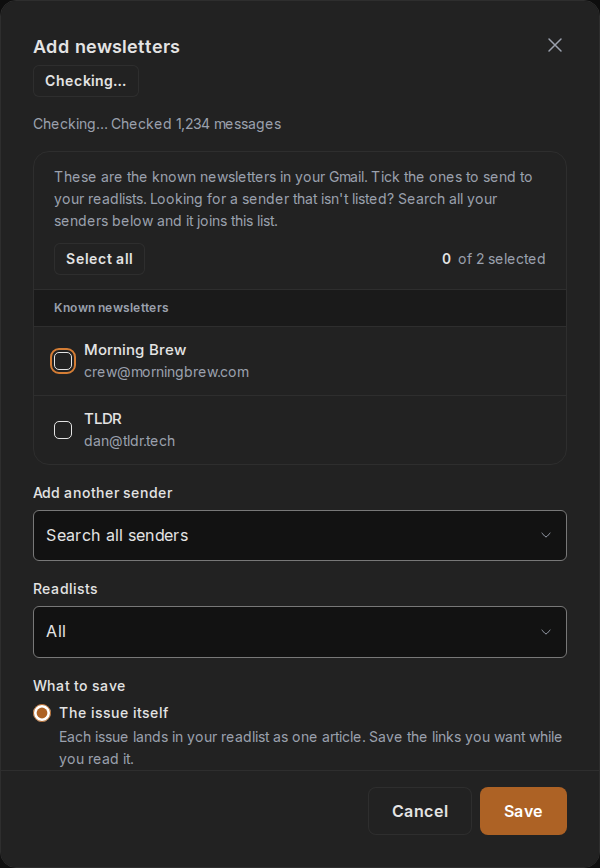 Add newsletters
Checking...
Checking... Checked 1,234 messages
These are the known newsletters in your Gmail. Tick the ones to send to
your readlists. Looking for a sender that isn't listed? Search all your
senders below and it joins this list.
Select all
0 of 2 selected
Known newsletters
Morning Brew
crew@morningbrew.com
TLDR
dan@tldr.tech
Add another sender
Search all senders
Readlists
All
What to save
The issue itself
Each issue lands in your readlist as one article. Save the links you want while
you read it.
Cancel
Save